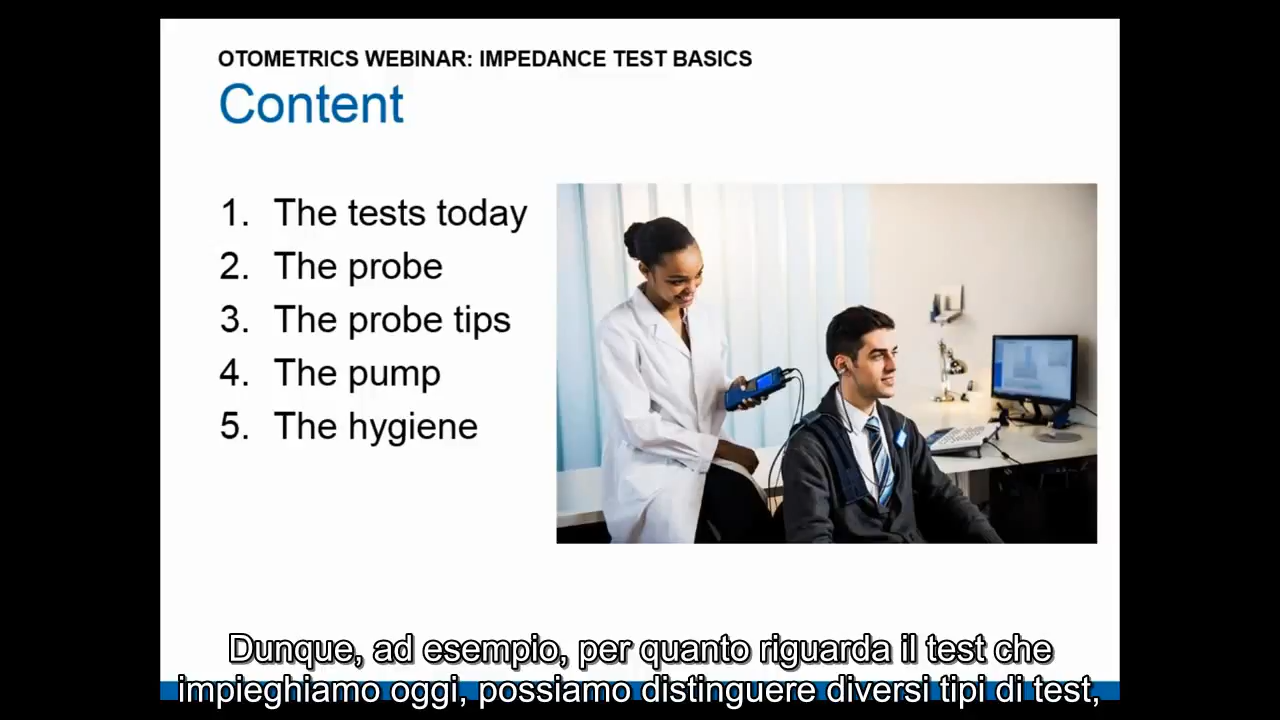 OTOMETRICS WEBINAR: IMPEDANCE TEST BASICS
Content
1. The tests today
2. The probe
3. The probe tips
4. The pump
5. The hygiene
Dunque, ad esempio, per quanto riguarda il test che
impieghiamo oggi, possiamo distinguere diversi tipi di test,